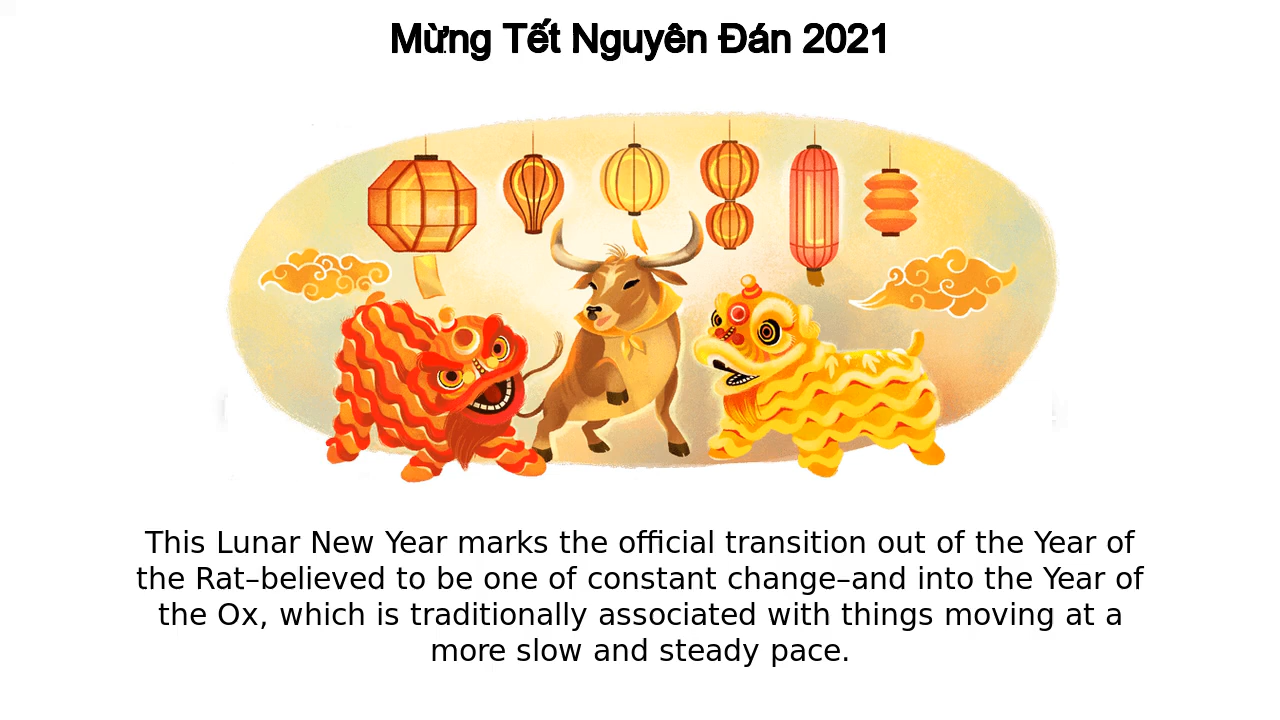 Mừng Tết Nguyên Đán 2021
This Lunar New Year marks the official transition out of the Year of
the Rat–believed to be one of constant change–and into the Year of
the Ox, which is traditionally associated with things moving at a
more slow and steady pace.